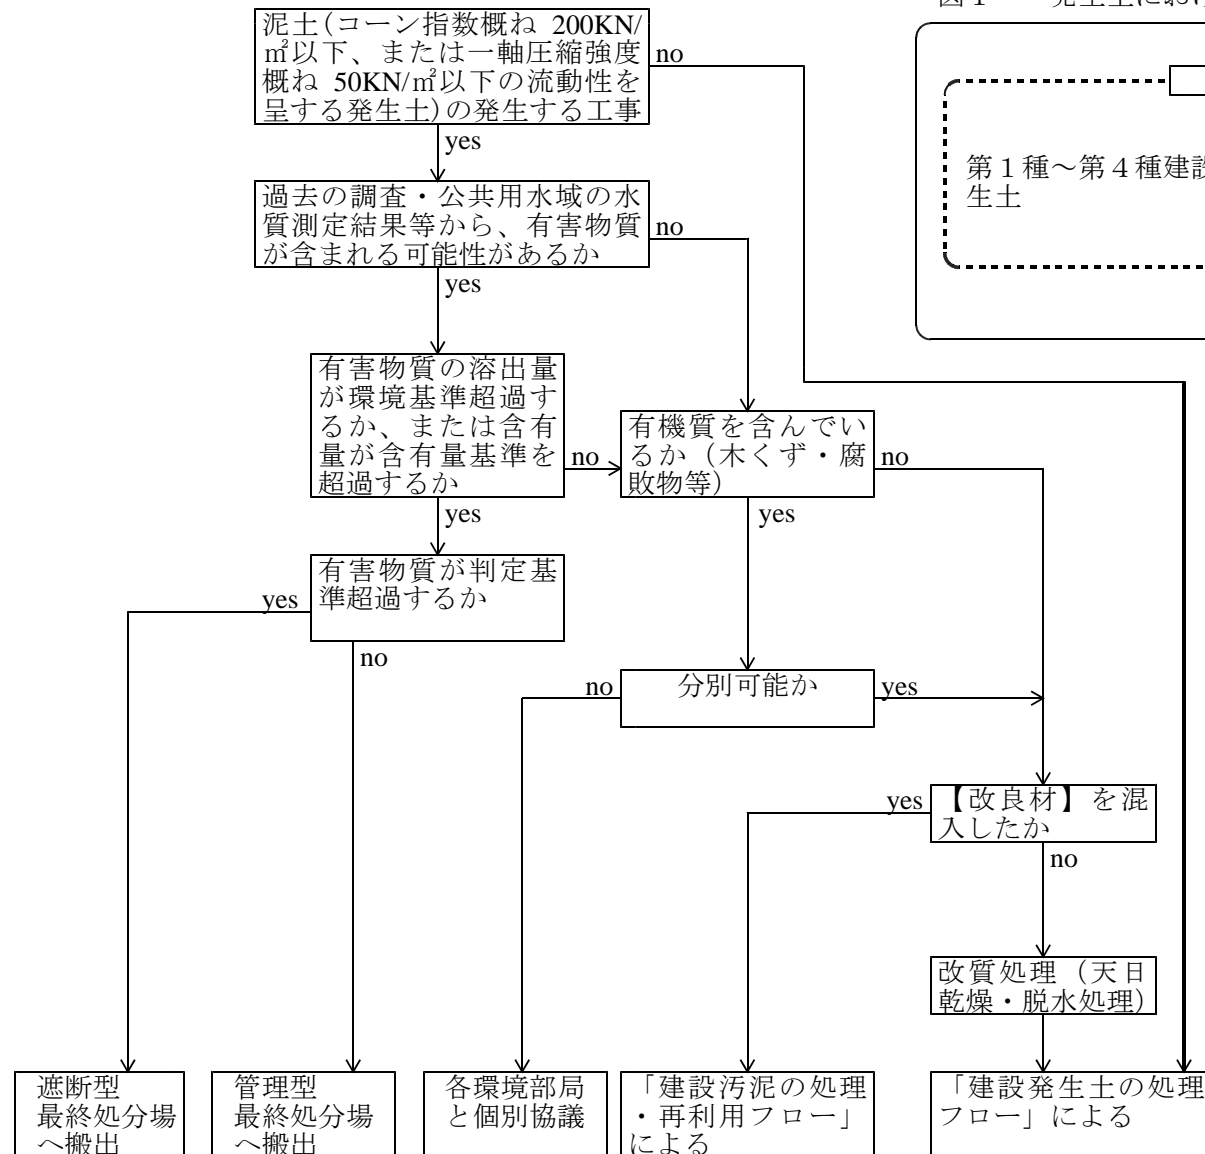 図１　発生土におけ
泥土（コーン指数概ね 200KN/
㎡以下、または一軸圧縮強度
概ね 50KN/㎡以下の流動性を
呈する発生土）の発生する工事
no
yes
第１種～第４種建設
生土
過去の調査・公共用水域の水
質測定結果等から、有害物質
が含まれる可能性があるか
no
yes
有害物質の溶出量
が環境基準超過す
るか、または含有
量が含有量基準を
超過するか
no
yes
有機質を含んでい
るか（木くず・腐
敗物等）
no
yes
有害物質が判定基
準超過するか
yes
no
分別可能か
no
yes
【改良材】を混
入したか
yes
no
改質処理（天日
乾燥・脱水処理）
遮断型
最終処分場
へ搬出
管理型
最終処分場
へ搬出
各環境部局
と個別協議
「建設汚泥の処理
・再利用フロー」
による
「建設発生土の処理
フロー」による